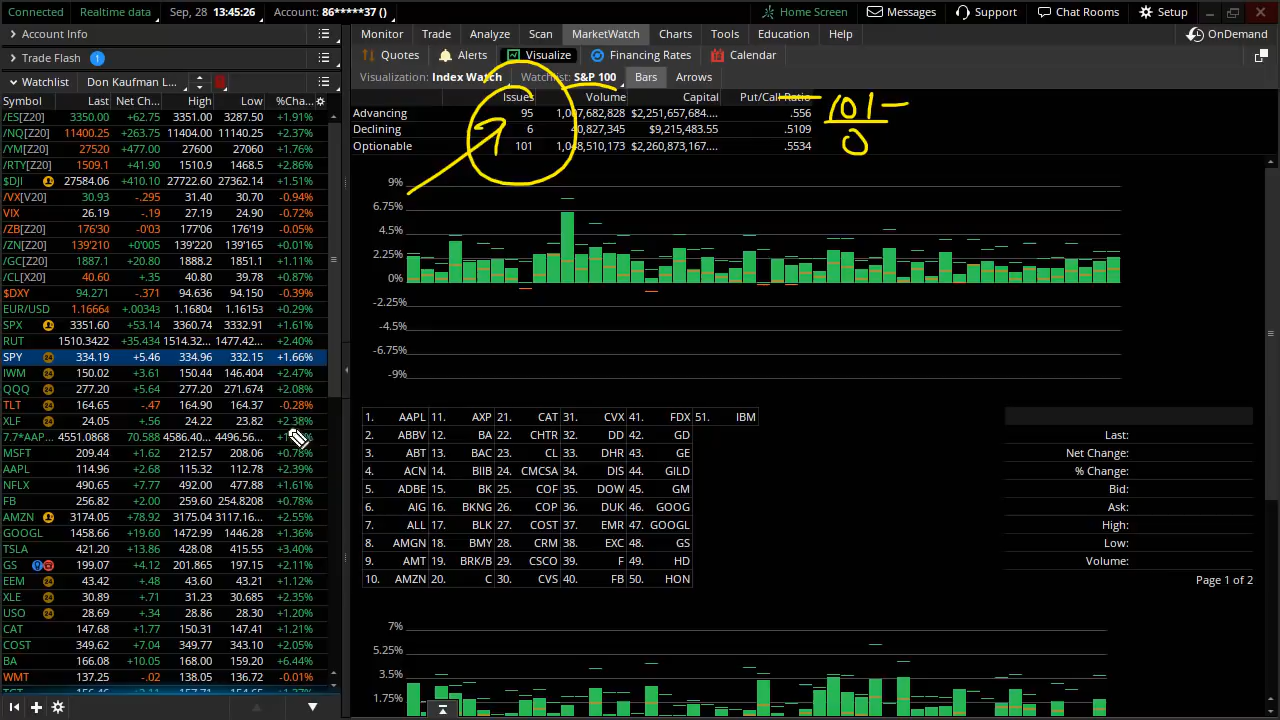 Connected Realtime data Sep, 28 13:45:26 Account: 86*****37 () Home Screen Messages Support Chat Rooms Setup
Account Info
Monitor Trade Analyze Scan MarketWatch Charts Tools Education Help OnDemand
Trade Flash 1
Quotes Alerts Visualize Financing Rates 12 Calendar
Watchlist Don Kaufman L...
Visualization: Index Watch Watchlist: S&P 100 Bars Arrows
Symbol Last Net Ch... High Low %Cha...
/ES[Z20] 3350.00 +62.75 3351.00 3287.50 +1.91%
/NQ[Z20] 11400.25 +263.75 11400.... 11107.... +2.37%
/YM[Z20] 27520 +477.00 27600 27060 +1.76%
/RTY[Z20] 1509.1 +41.90 1510.9 1468.5 +2.86%
$DJI 27584.06 +410.10 27722.60 27362.14 +1.51%
/VX[V20] 30.93 -.295 31.40 30.70 -0.94%
VIX 26.19 -.19 27.19 24.90 -0.72%
/ZB[Z20] 176'30 -0'03 177'06 176'09 -0.05%
/ZN[Z20] 139'210 +0'005 139'220 139'165 +0.01%
/GC[Z20] 1887.1 +20.80 1888.2 1851.1 +1.11%
/CL[X20] 40.60 +.35 40.80 39.78 +0.87%
$DXY 94.271 -.371 94.636 94.150 -0.39%
EUR/USD 1.16664 +.00343 1.16804 1.16153 +0.29%
SPX 3351.60 +53.14 3360.74 3332.91 +1.61%
RUT 1510.3422 +35.434 1514.32... 1477.42... +2.40%
SPY 334.19 +5.46 334.96 332.15 +1.66%
IWM 150.02 +3.61 150.44 146.404 +2.47%
QQQ 277.20 +5.64 277.20 271.674 +2.08%
TLT 164.65 -.47 164.90 164.37 -0.28%
XLF 24.05 +.56 24.22 23.82 +2.38%
7.7*AAP... 4551.0868 70.588 4586.40... 4496.56...
MSFT 209.44 +1.62 212.57 208.06 +0.78%
AAPL 114.96 +2.68 115.32 112.78 +2.39%
NFLX 490.65 +7.77 492.00 477.88 +1.61%
FB 256.82 +2.00 259.60 254.8208 +0.78%
AMZN 3174.05 +78.92 3175.04 3117.16... +2.55%
GOOGL 1458.66 +19.60 1472.99 1446.28 +1.36%
TSLA 421.20 +13.86 428.08 415.55 +3.40%
GS 199.07 +4.12 201.865 197.15 +2.11%
EEM 43.42 +.48 43.60 43.21 +1.12%
XLE 30.89 +.71 31.23 30.685 +2.35%
USO 28.69 +.34 28.86 28.30 +1.20%
CAT 147.68 +1.77 150.31 147.41 +1.21%
COST 349.62 +7.04 349.77 343.10 +2.05%
BA 166.08 +10.05 168.00 159.20 +6.44%
WMT 137.25 -.02 138.05 136.72 -0.01%
Issues Volume Capital Put/Call Ratio
Advancing 95 1,007,682,828 $2,251,657,684.... .556
Declining 6 40,827,345 $9,215,483.55 .5109
Optionable 101 1,048,510,173 $2,260,873,167.... .5534
101
0
9%
6.75%
4.5%
2.25%
0%
-2.25%
-4.5%
-6.75%
-9%
1. AAPL 11. AXP 21. CAT 31. CVX 41. FDX 51. IBM
2. ABBV 12. BA 22. CHTR 32. DD 42. GD
3. ABT 13. BAC 23. CL 33. DHR 43. GE
4. ACN 14. BIIB 24. CMCSA 34. DIS 44. GILD
5. ADBE 15. BK 25. COF 35. DOW 45. GM
6. AIG 16. BKNG 26. COP 36. DUK 46. GOOG
7. ALL 17. BLK 27. COST 37. EMR 47. GOOGL
8. AMGN 18. BMY 28. CRM 38. EXC 48. GS
9. AMT 19. BRK/B 29. CSCO 39. F 49. HD
10. AMZN 20. C 30. CVS 40. FB 50. HON
Last:
Net Change:
% Change:
Bid:
Ask:
High:
Low:
Volume:
Page 1 of 2
7%
5.25%
3.5%
1.75%